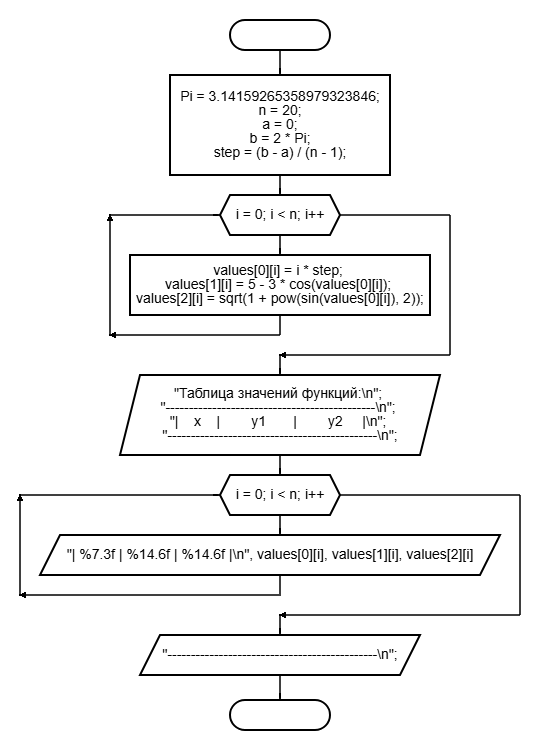 Pi = 3.14159265358979323846;
n = 20;
a = 0;
b = 2 * Pi;
step = (b - a) / (n - 1);
i = 0; i < n; i++
values[0][i] = i * step;
values[1][i] = 5 - 3 * cos(values[0][i]);
values[2][i] = sqrt(1 + pow(sin(values[0][i]), 2));
"Таблица значений функций:\n";
"---------------------------------------------\n";
"|    x    |        y1       |        y2     |\n";
"---------------------------------------------\n";
i = 0; i < n; i++
"| %7.3f | %14.6f | %14.6f |\n", values[0][i], values[1][i], values[2][i]
"---------------------------------------------\n";